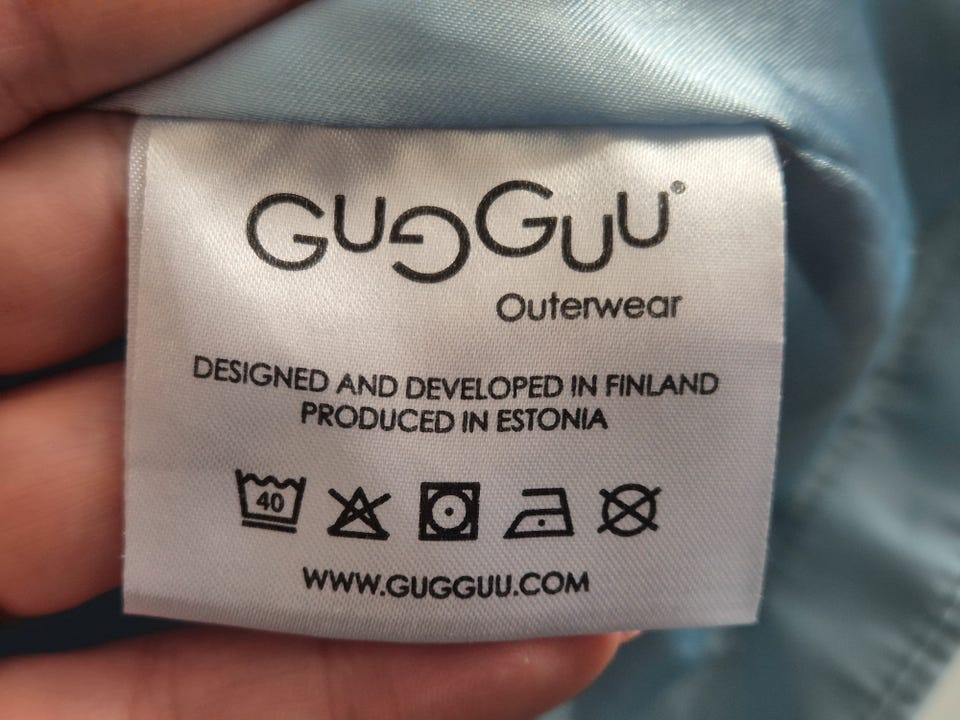 GUGGUU
Outerwear
DESIGNED AND DEVELOPED IN FINLAND
PRODUCED IN ESTONIA
40
WWW.GUGGUU.COM